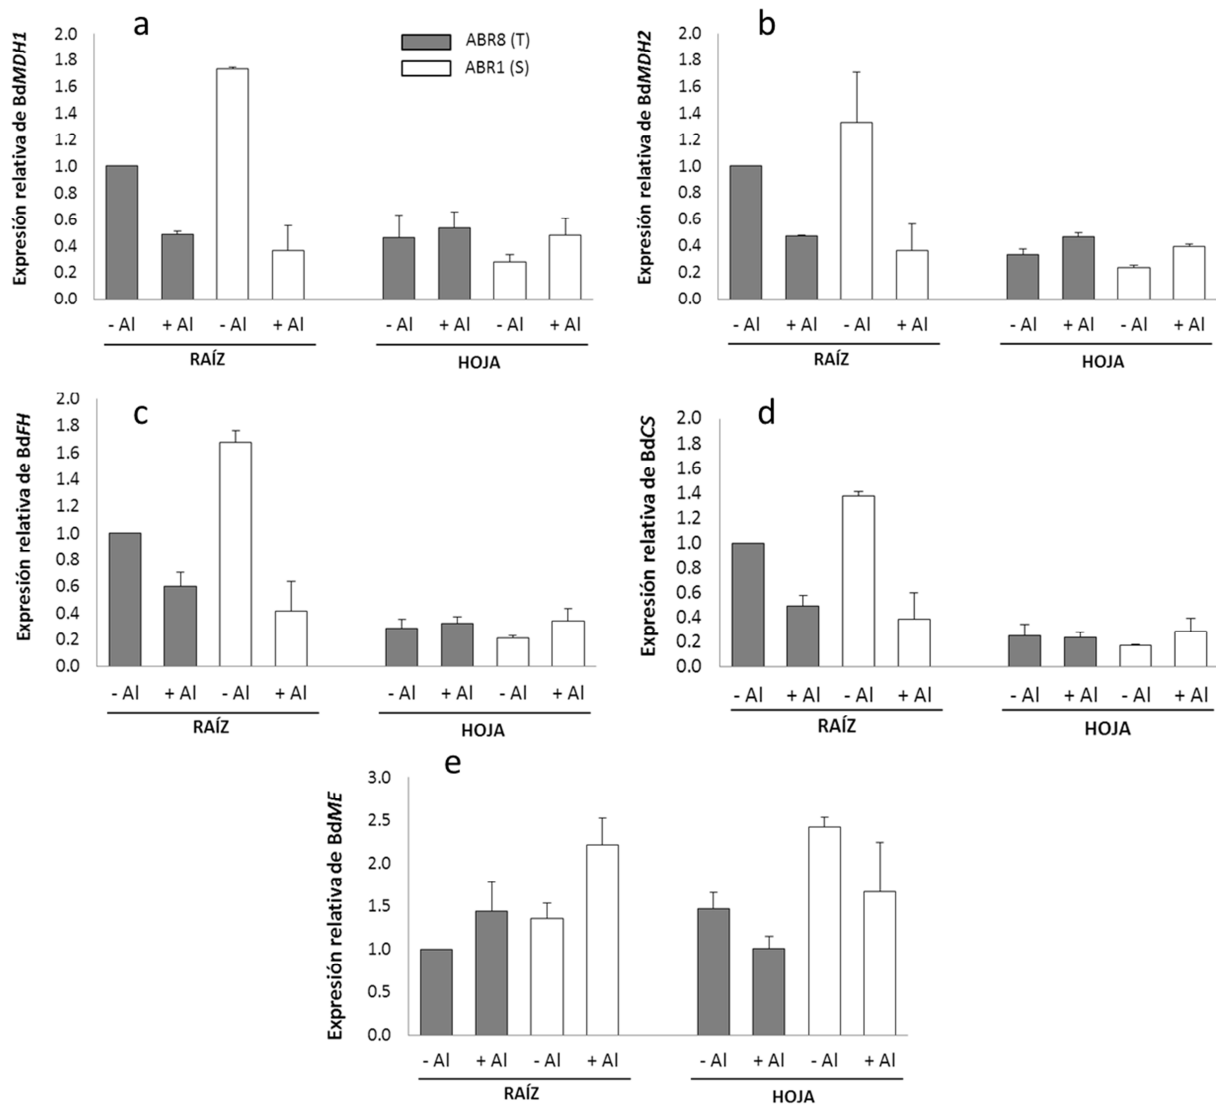 a
Expresión relativa de BdMDH1
2.0
1.8
1.6
1.4
1.2
1.0
0.8
0.6
0.4
0.2
0.0
ABR8 (T)
ABR1 (S)
- Al + Al - Al + Al - Al + Al - Al + Al
RAÍZ HOJA
b
Expresión relativa de BdMDH2
2.0
1.8
1.6
1.4
1.2
1.0
0.8
0.6
0.4
0.2
0.0
- Al + Al - Al + Al - Al + Al - Al + Al
RAÍZ HOJA
c
Expresión relativa de BdFH
2.0
1.8
1.6
1.4
1.2
1.0
0.8
0.6
0.4
0.2
0.0
- Al + Al - Al + Al - Al + Al - Al + Al
RAÍZ HOJA
d
Expresión relativa de BdCS
2.0
1.8
1.6
1.4
1.2
1.0
0.8
0.6
0.4
0.2
0.0
- Al + Al - Al + Al - Al + Al - Al + Al
RAÍZ HOJA
e
Expresión relativa de BdME
3.0
2.5
2.0
1.5
1.0
0.5
0.0
- Al + Al - Al + Al - Al + Al - Al + Al
RAÍZ HOJA